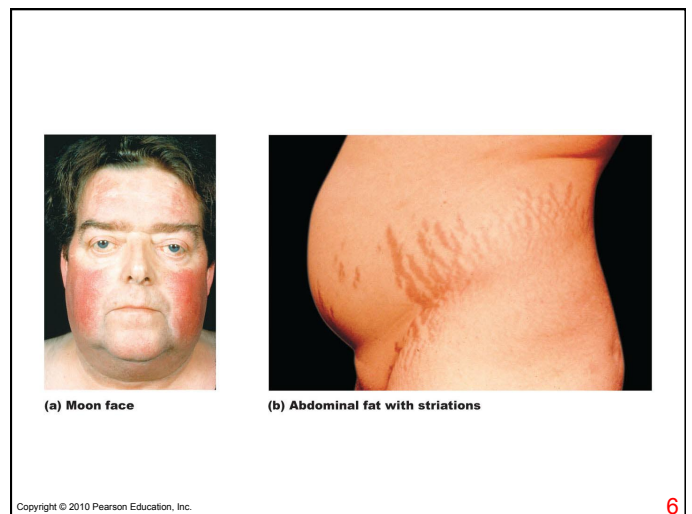 (a) Moon face
(b) Abdominal fat with striations
Copyright © 2010 Pearson Education, Inc.
6